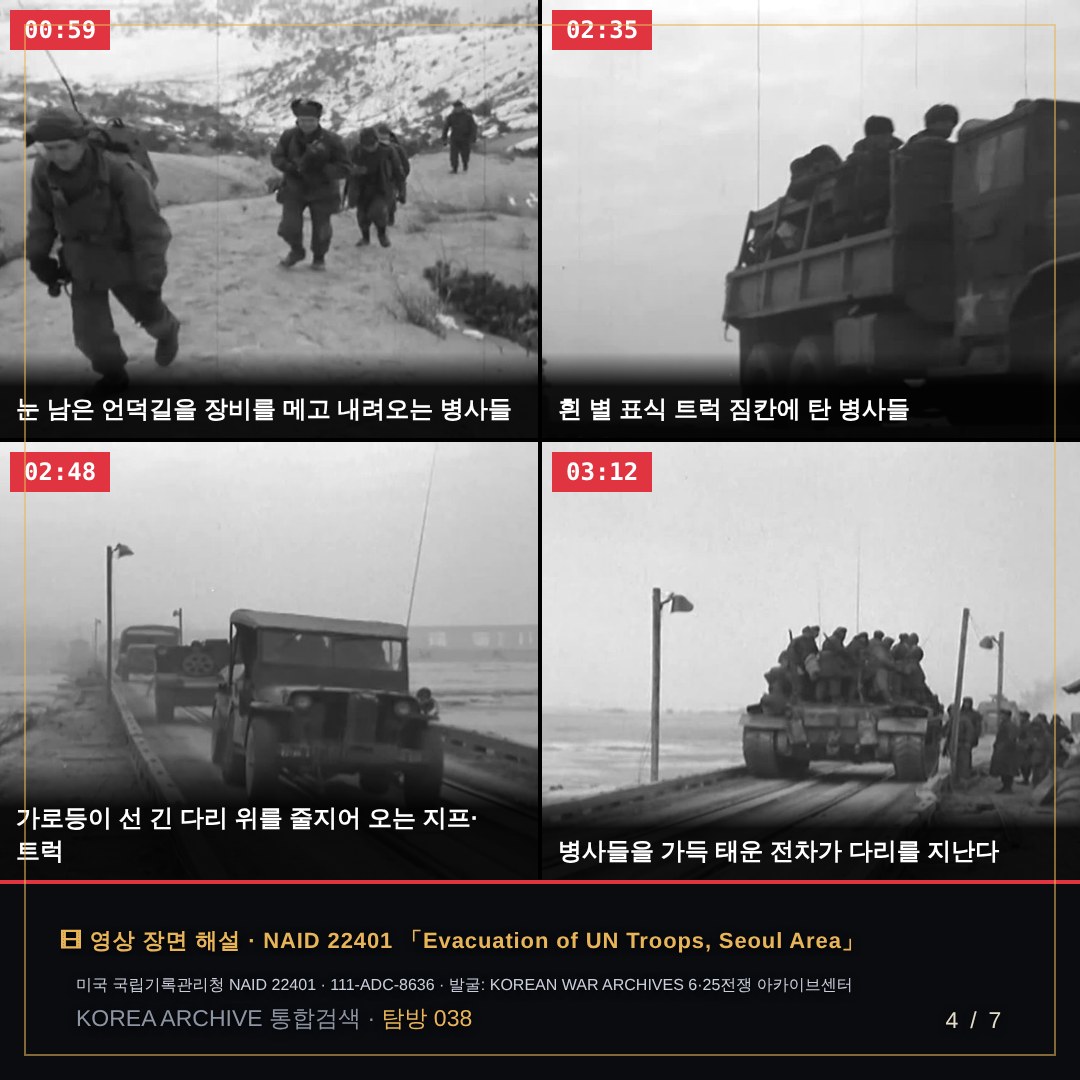 00:59
눈 남은 언덕길을 장비를 메고 내려오는 병사들
02:35
흰 별 표식 트럭 짐칸에 탄 병사들
02:48
가로등이 선 긴 다리 위를 줄지어 오는 지프·
트럭
03:12
병사들을 가득 태운 전차가 다리를 지난다
영상 장면 해설 · NAID 22401 「Evacuation of UN Troops, Seoul Area」
미국 국립기록관리청 NAID 22401 · 111-ADC-8636 · 발굴: KOREAN WAR ARCHIVES 6·25전쟁 아카이브센터
KOREA ARCHIVE 통합검색 · 탐방 038
4 / 7